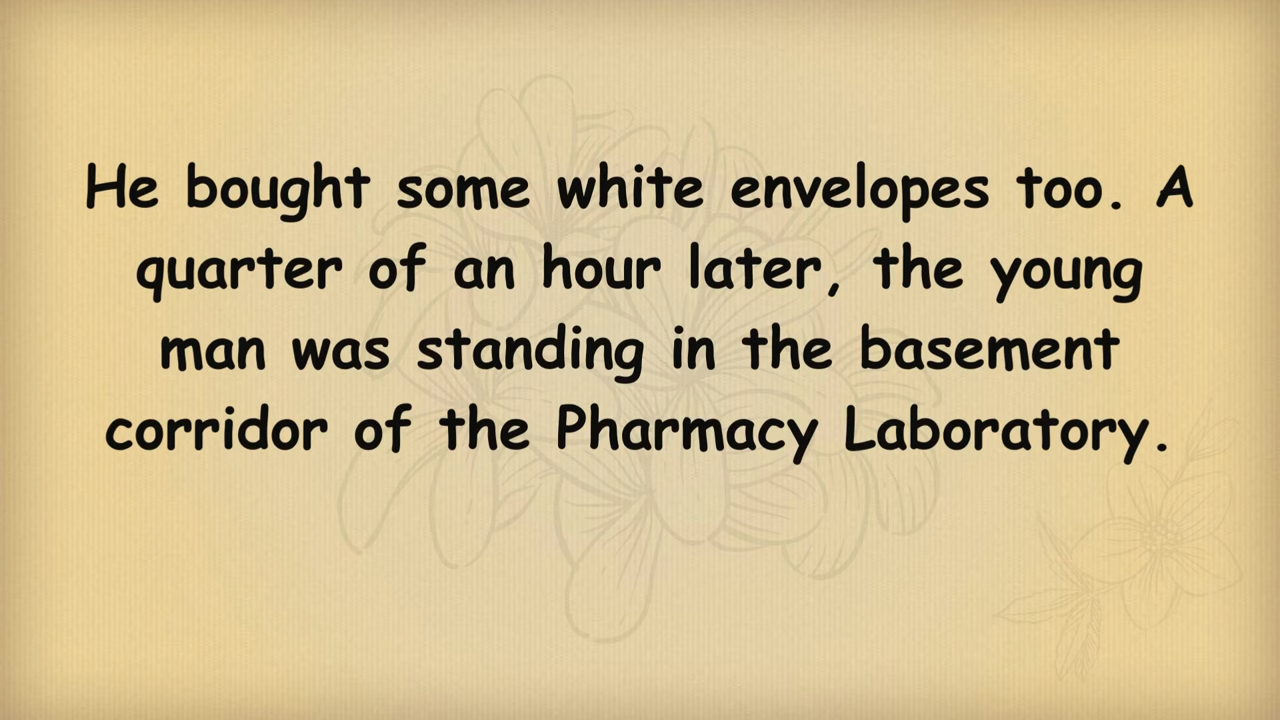 He bought some white envelopes too. A
quarter of an hour later, the young
man was standing in the basement
corridor of the Pharmacy Laboratory.